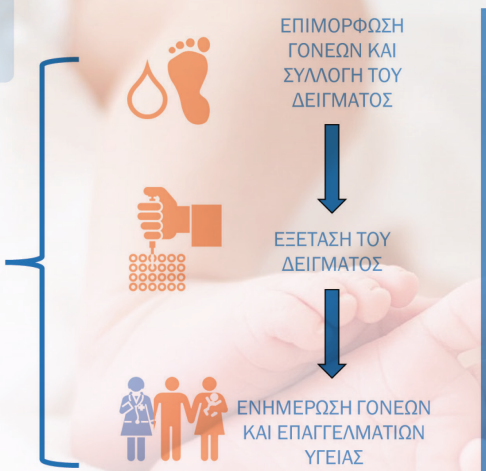 ΕΠΙΜΟΡΦΩΣΗ
ΓΟΝΕΩΝ ΚΑΙ
ΣΥΛΛΟΓΗ ΤΟΥ
ΔΕΙΓΜΑΤΟΣ
ΕΞΕΤΑΣΗ ΤΟΥ
ΔΕΙΓΜΑΤΟΣ
ΕΝΗΜΕΡΩΣΗ ΓΟΝΕΩΝ
ΚΑΙ ΕΠΑΓΓΕΛΜΑΤΙΩΝ
ΥΓΕΙΑΣ